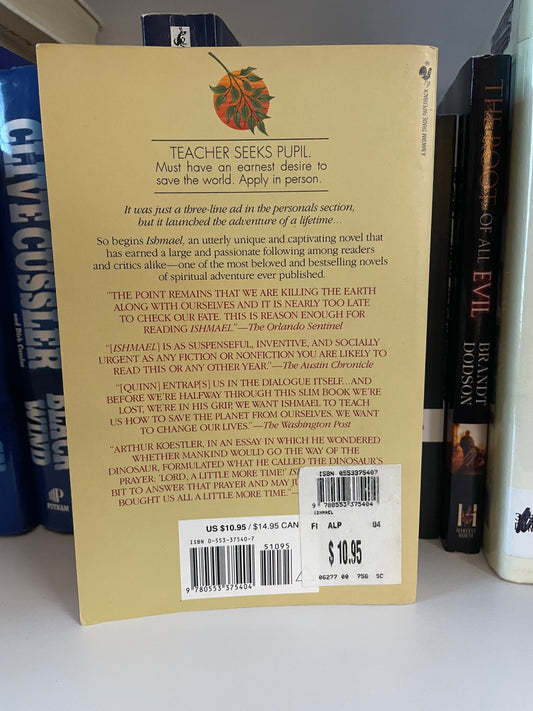 TEACHER SEEKS PUPIL.
Must have an earnest desire to
save the world. Apply in person.
It was just a three-line ad in the personals section,
but it launched the adventure of a lifetime…
So begins Ishmael, an utterly unique and captivating novel that
has earned a large and passionate following among readers
and critics alike—one of the most beloved and bestselling novels
of spiritual adventure ever published.
"THE POINT REMAINS THAT WE ARE KILLING THE EARTH
ALONG WITH OURSELVES AND IT IS NEARLY TOO LATE
TO CHECK OUR FATE. THIS IS REASON ENOUGH FOR
READING ISHMAEL."—The Orlando Sentinel
"[ISHMAEL] IS AS SUSPENSEFUL, INVENTIVE, AND SOCIALLY
URGENT AS ANY FICTION OR NONFICTION YOU ARE LIKELY TO
READ THIS OR ANY OTHER YEAR."—The Austin Chronicle
"[QUINN] ENTRAP[S] US IN THE DIALOGUE ITSELF…AND
BEFORE WE'RE HALFWAY THROUGH THIS SLIM BOOK WE'RE
LOST, WE'RE IN HIS GRIP, WE WANT ISHMAEL TO TEACH
US HOW TO SAVE THE PLANET FROM OURSELVES. WE WANT
TO CHANGE OUR LIVES."—The Washington Post
"ARTHUR KOESTLER, IN AN ESSAY IN WHICH HE WONDERED
WHETHER MANKIND WOULD GO THE WAY OF THE
DINOSAUR, FORMULATED WHAT HE CALLED THE DINOSAUR'S
PRAYER: 'LORD, A LITTLE MORE TIME!'
BIT TO ANSWER THAT PRAYER AND MAY
BOUGHT US ALL A LITTLE MORE TIME."
US $10.95 / $14.95 CAN
ISBN 0-553-37540-7
51095
9 780553 375404
ISBN 0553375407
9 780553 375404
ISHMAEL
FI ALP 04
$ 10.95
06277 00 756 SC
A BANTAM TRADE PAPERBACK
CLIVE CUSSLER
and Dirk Cussler
BLACK
WIND
PUTNAM
THE ROOT OF ALL EVIL
BRANDT
DODSON
HARVEST HOUSE